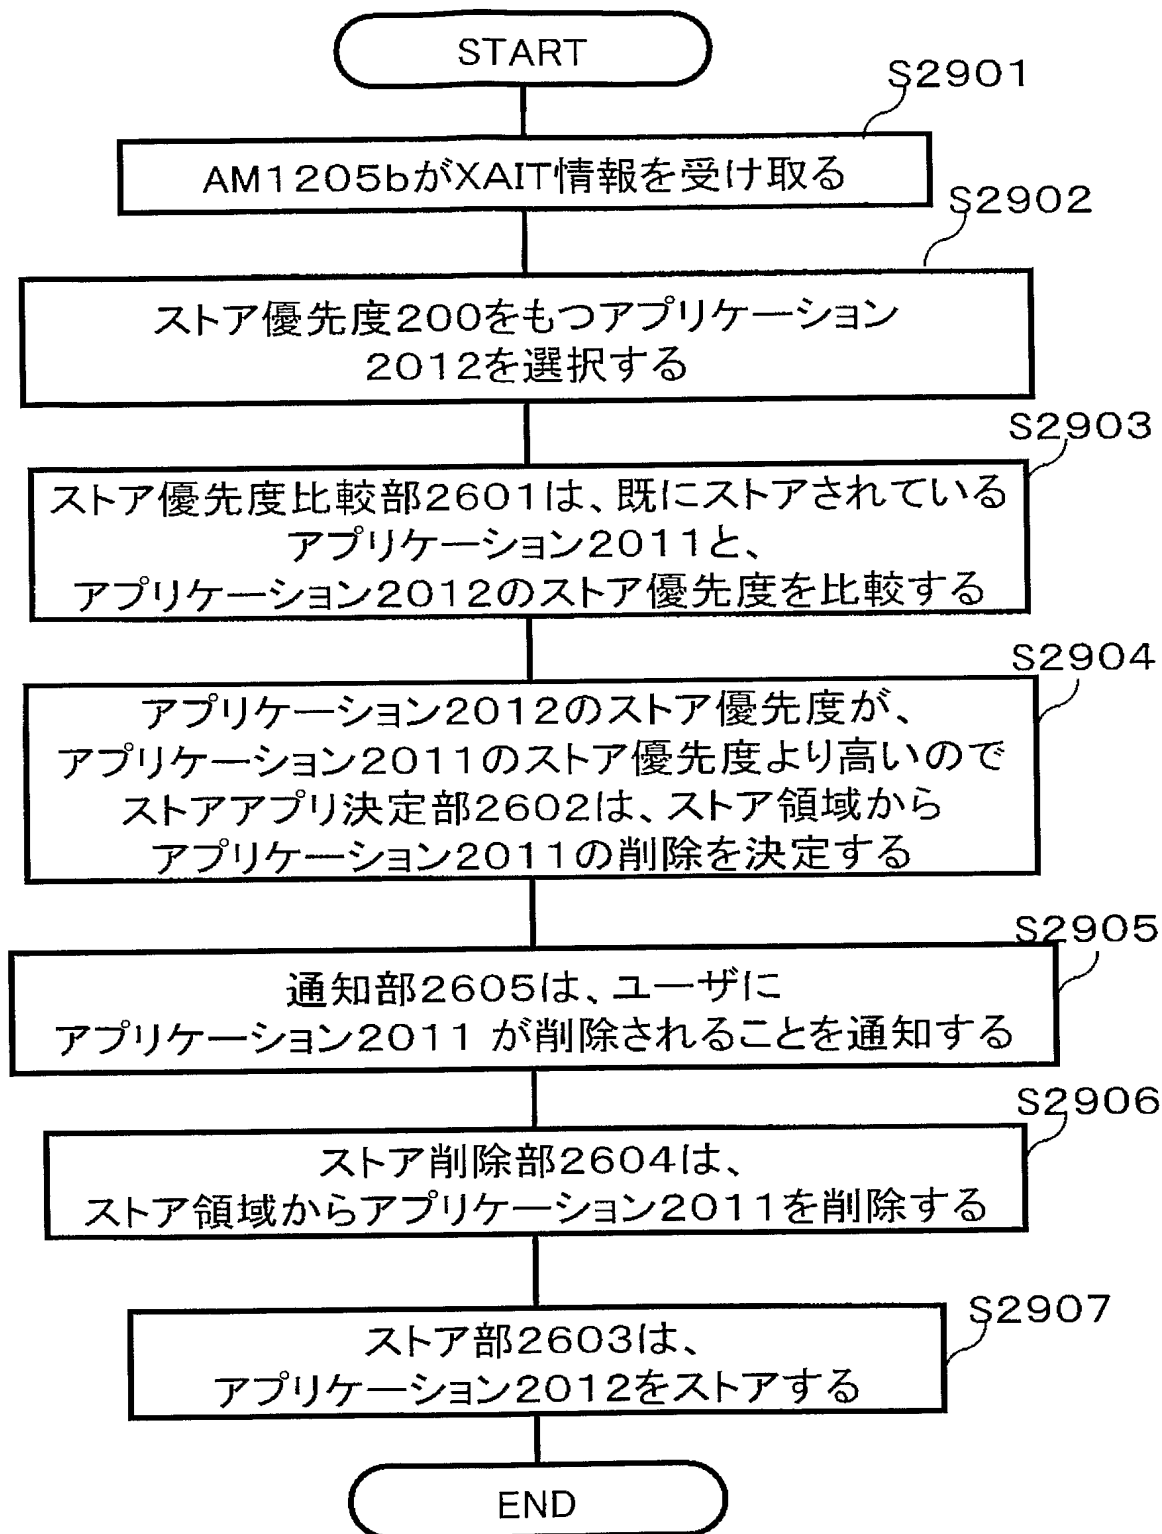 START
S2901
AM1205bがXAIT情報を受け取る
S2902
ストア優先度200をもつアプリケーション
2012を選択する
S2903
ストア優先度比較部2601は、既にストアされている
アプリケーション2011と、
アプリケーション2012のストア優先度を比較する
S2904
アプリケーション2012のストア優先度が、
アプリケーション2011のストア優先度より高いので
ストアアプリ決定部2602は、ストア領域から
アプリケーション2011の削除を決定する
S2905
通知部2605は、ユーザに
アプリケーション2011 が削除されることを通知する
S2906
ストア削除部2604は、
ストア領域からアプリケーション2011を削除する
S2907
ストア部2603は、
アプリケーション2012をストアする
END